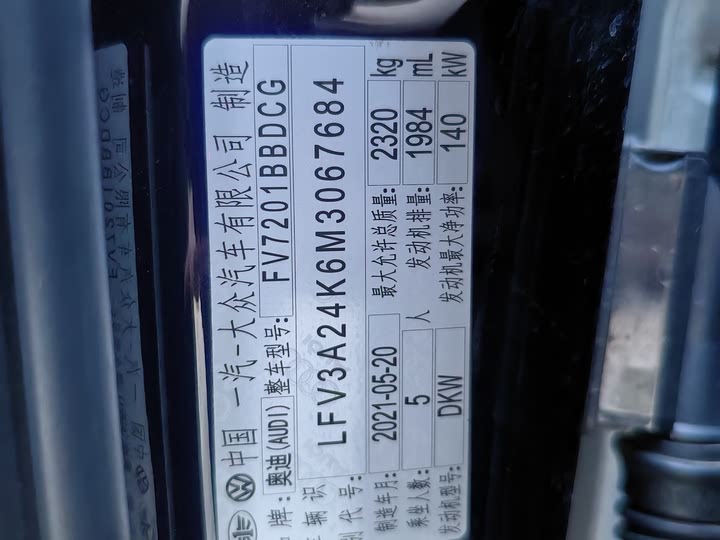 中国 一汽-大众汽车有限公司 制造
牌: 奥迪(AUDI) 整车型号: FV7201BBDCG
车辆识
别代号: LFV3A24K6M3067684
制造年月: 2021-05-20 最大允许总质量: 2320 kg
乘坐人数: 5 人 发动机排量: 1984 mL
发动机型号: DKW 发动机最大净功率: 140 kW